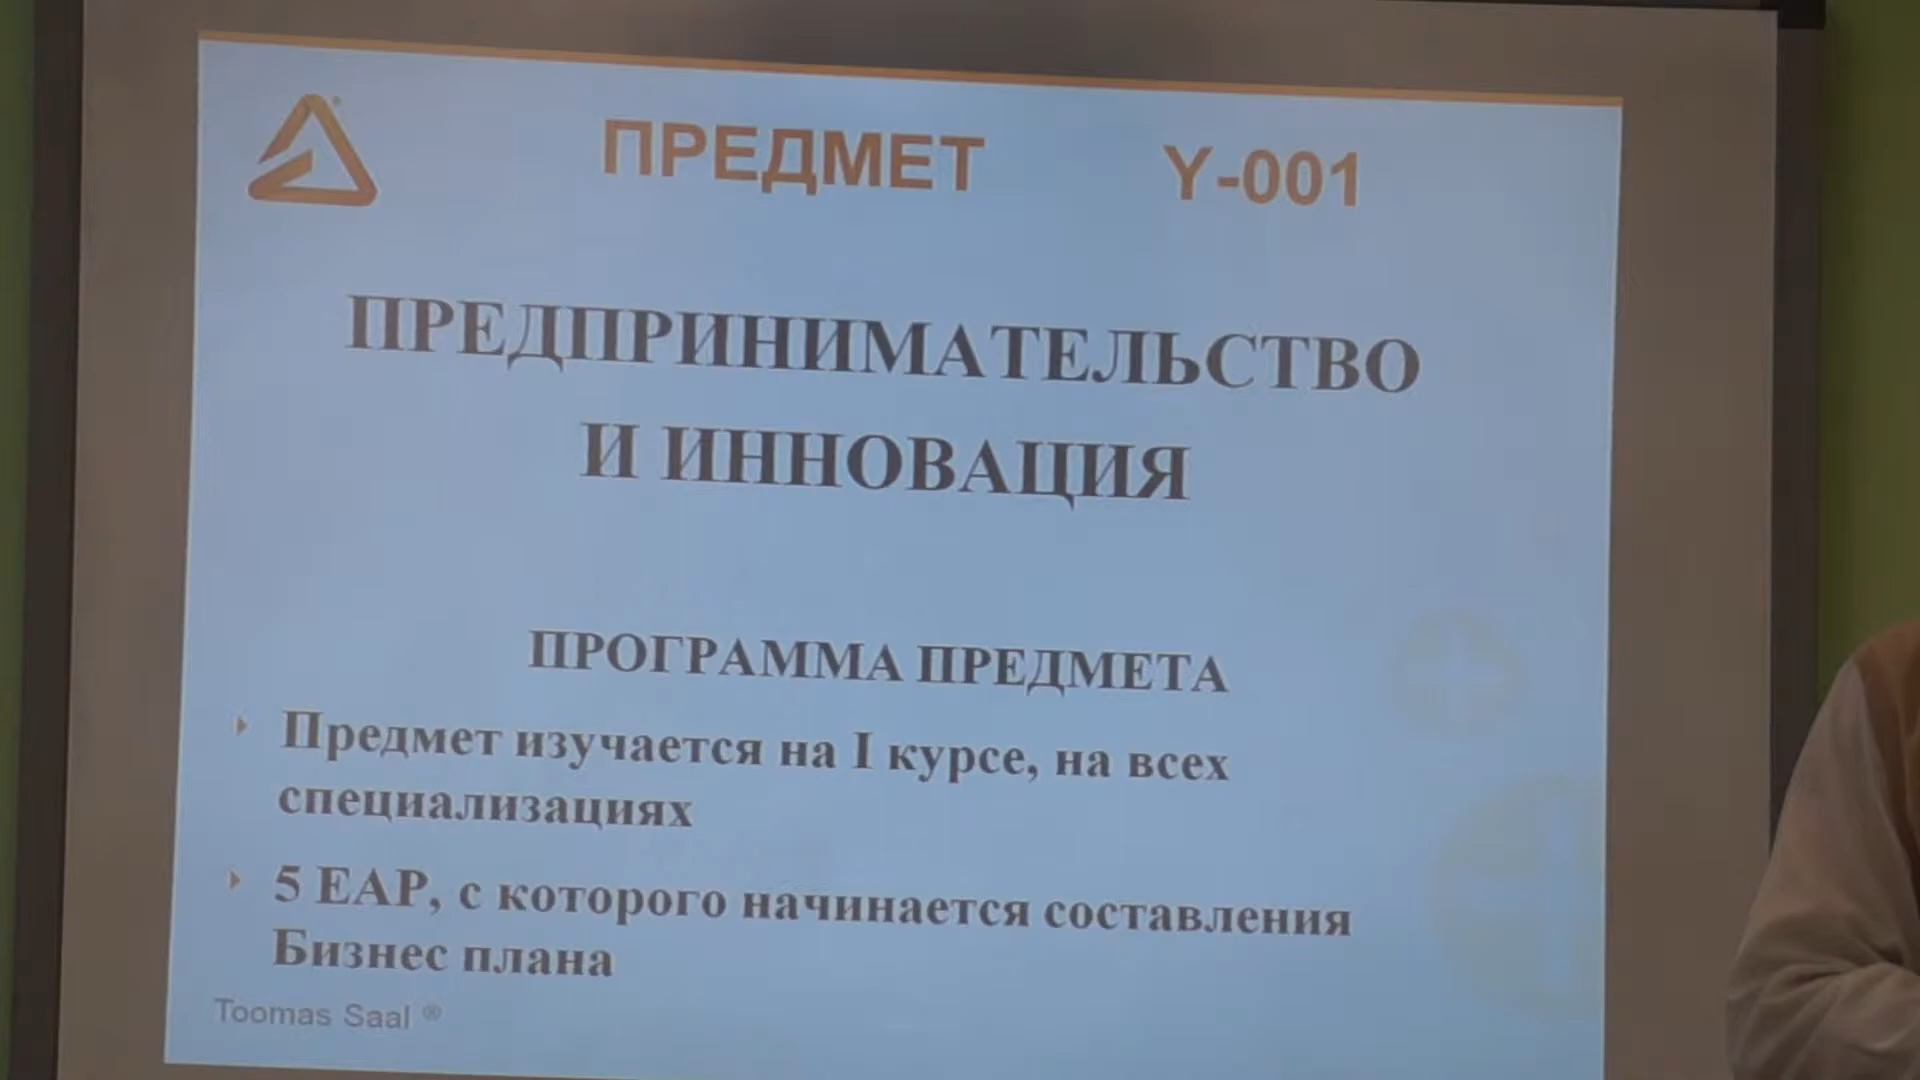 ПРЕДМЕТ Y-001
ПРЕДПРИНИМАТЕЛЬСТВО
И ИННОВАЦИЯ
ПРОГРАММА ПРЕДМЕТА
Предмет изучается на I курсе, на всех
специализациях
5 ЕАР, с которого начинается составления
Бизнес плана
Toomas Saal ®